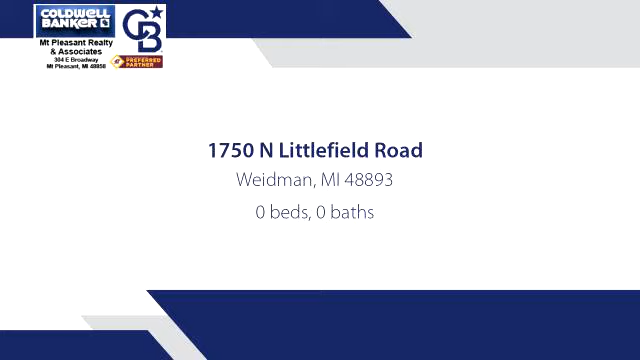 COLDWELL
BANKER
CB
Mt Pleasant Realty
& Associates
304 E Broadway
Mt Pleasant, MI 48858
PREFERRED
PARTNER
1750 N Littlefield Road
Weidman, MI 48893
0 beds, 0 baths